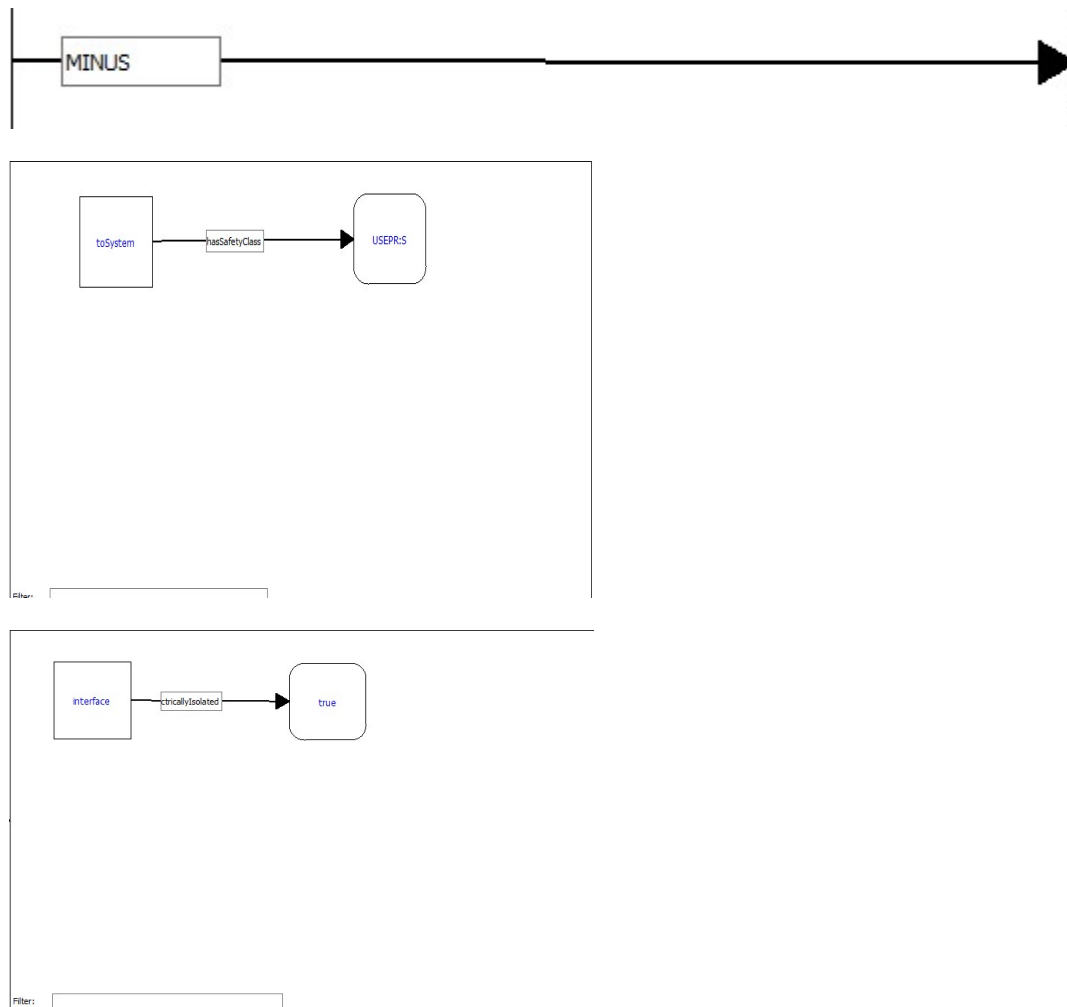 MINUS
toSystem hasSafetyClass USEPR:S
Filter:
interface ctricallyIsolated true
Filter: